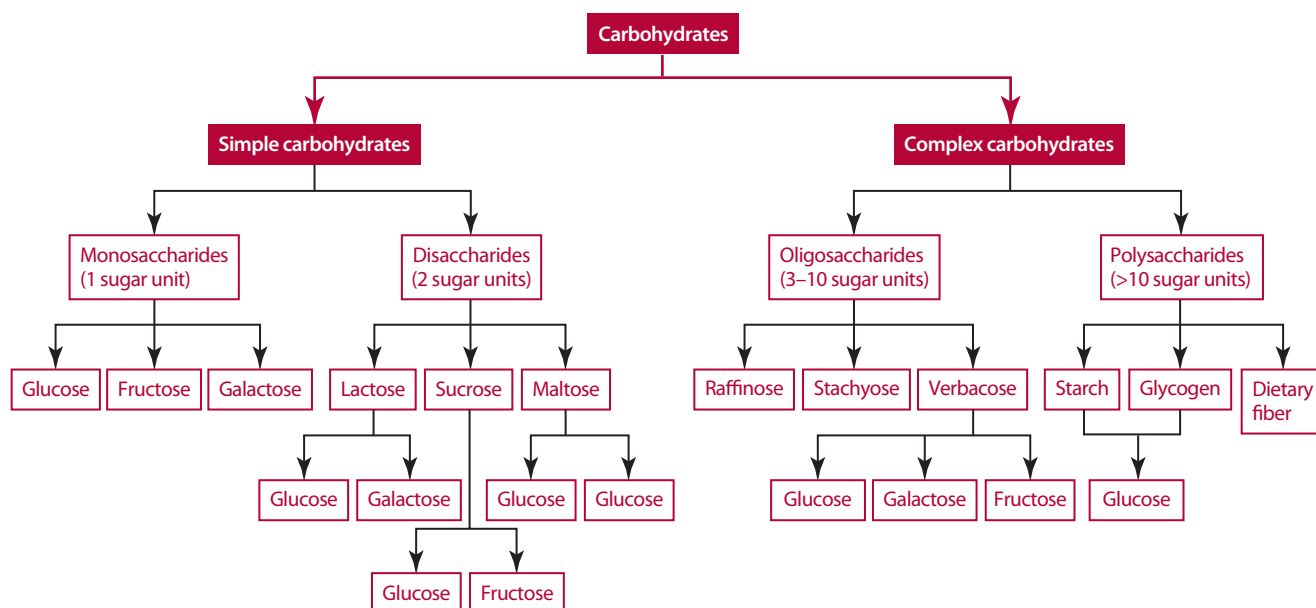 Carbohydrates
Simple carbohydrates
Complex carbohydrates
Monosaccharides
(1 sugar unit)
Disaccharides
(2 sugar units)
Oligosaccharides
(3–10 sugar units)
Polysaccharides
(>10 sugar units)
Glucose
Fructose
Galactose
Lactose
Sucrose
Maltose
Raffinose
Stachyose
Verbacose
Starch
Glycogen
Dietary
fiber
Glucose
Galactose
Glucose
Glucose
Glucose
Galactose
Fructose
Glucose
Glucose
Fructose